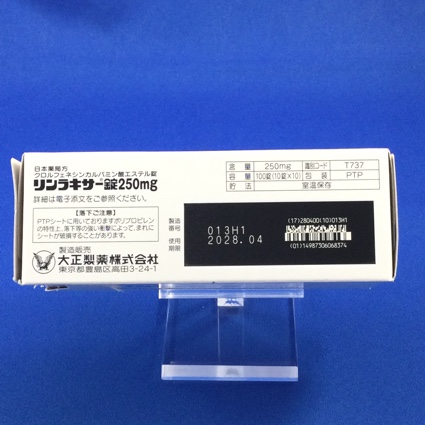 日本薬局方
クロルフェネシンカルバミン酸エステル錠
リンラキサー錠250mg
詳細は電子添文をご参照ください。
【落下ご注意】
PTPシートに用いておりますポリプロピレン
の特性上、落下等の強い衝撃によって、まれに
シートが破損することがあります。
製造販売
大正製薬株式会社
東京都豊島区高田3-24-1
含量 250mg 識別コード T737
容量 100錠(10錠×10) 包装 PTP
貯法 室温保存
製造番号 013H1
使用期限 2028.04
(17)280400(10)013H1
(01)14987306068374